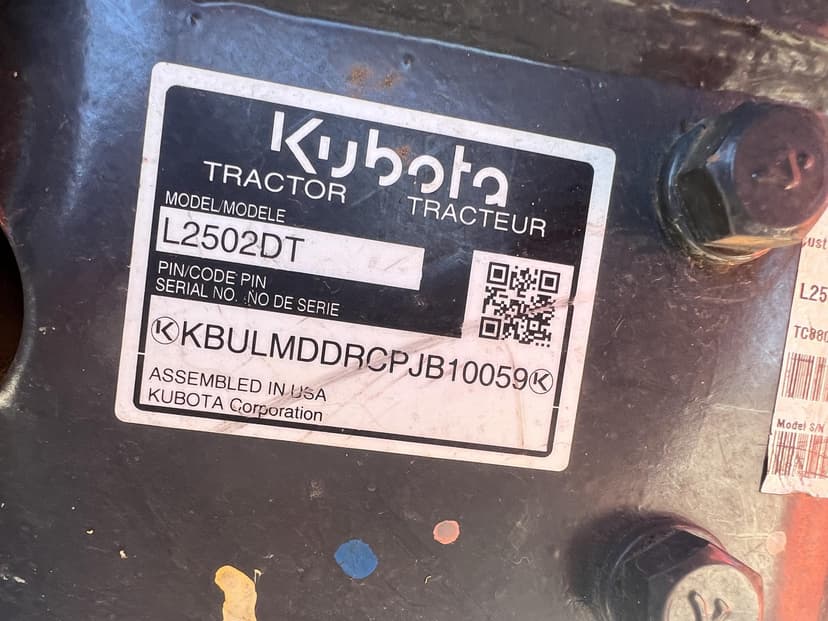 Kubota
TRACTOR TRACTEUR
MODEL/MODELE
L2502DT
PIN/CODE PIN
SERIAL NO. NO DE SERIE
KBULMDDRCPJB10059
ASSEMBLED IN USA
KUBOTA Corporation
L25
Model S/N